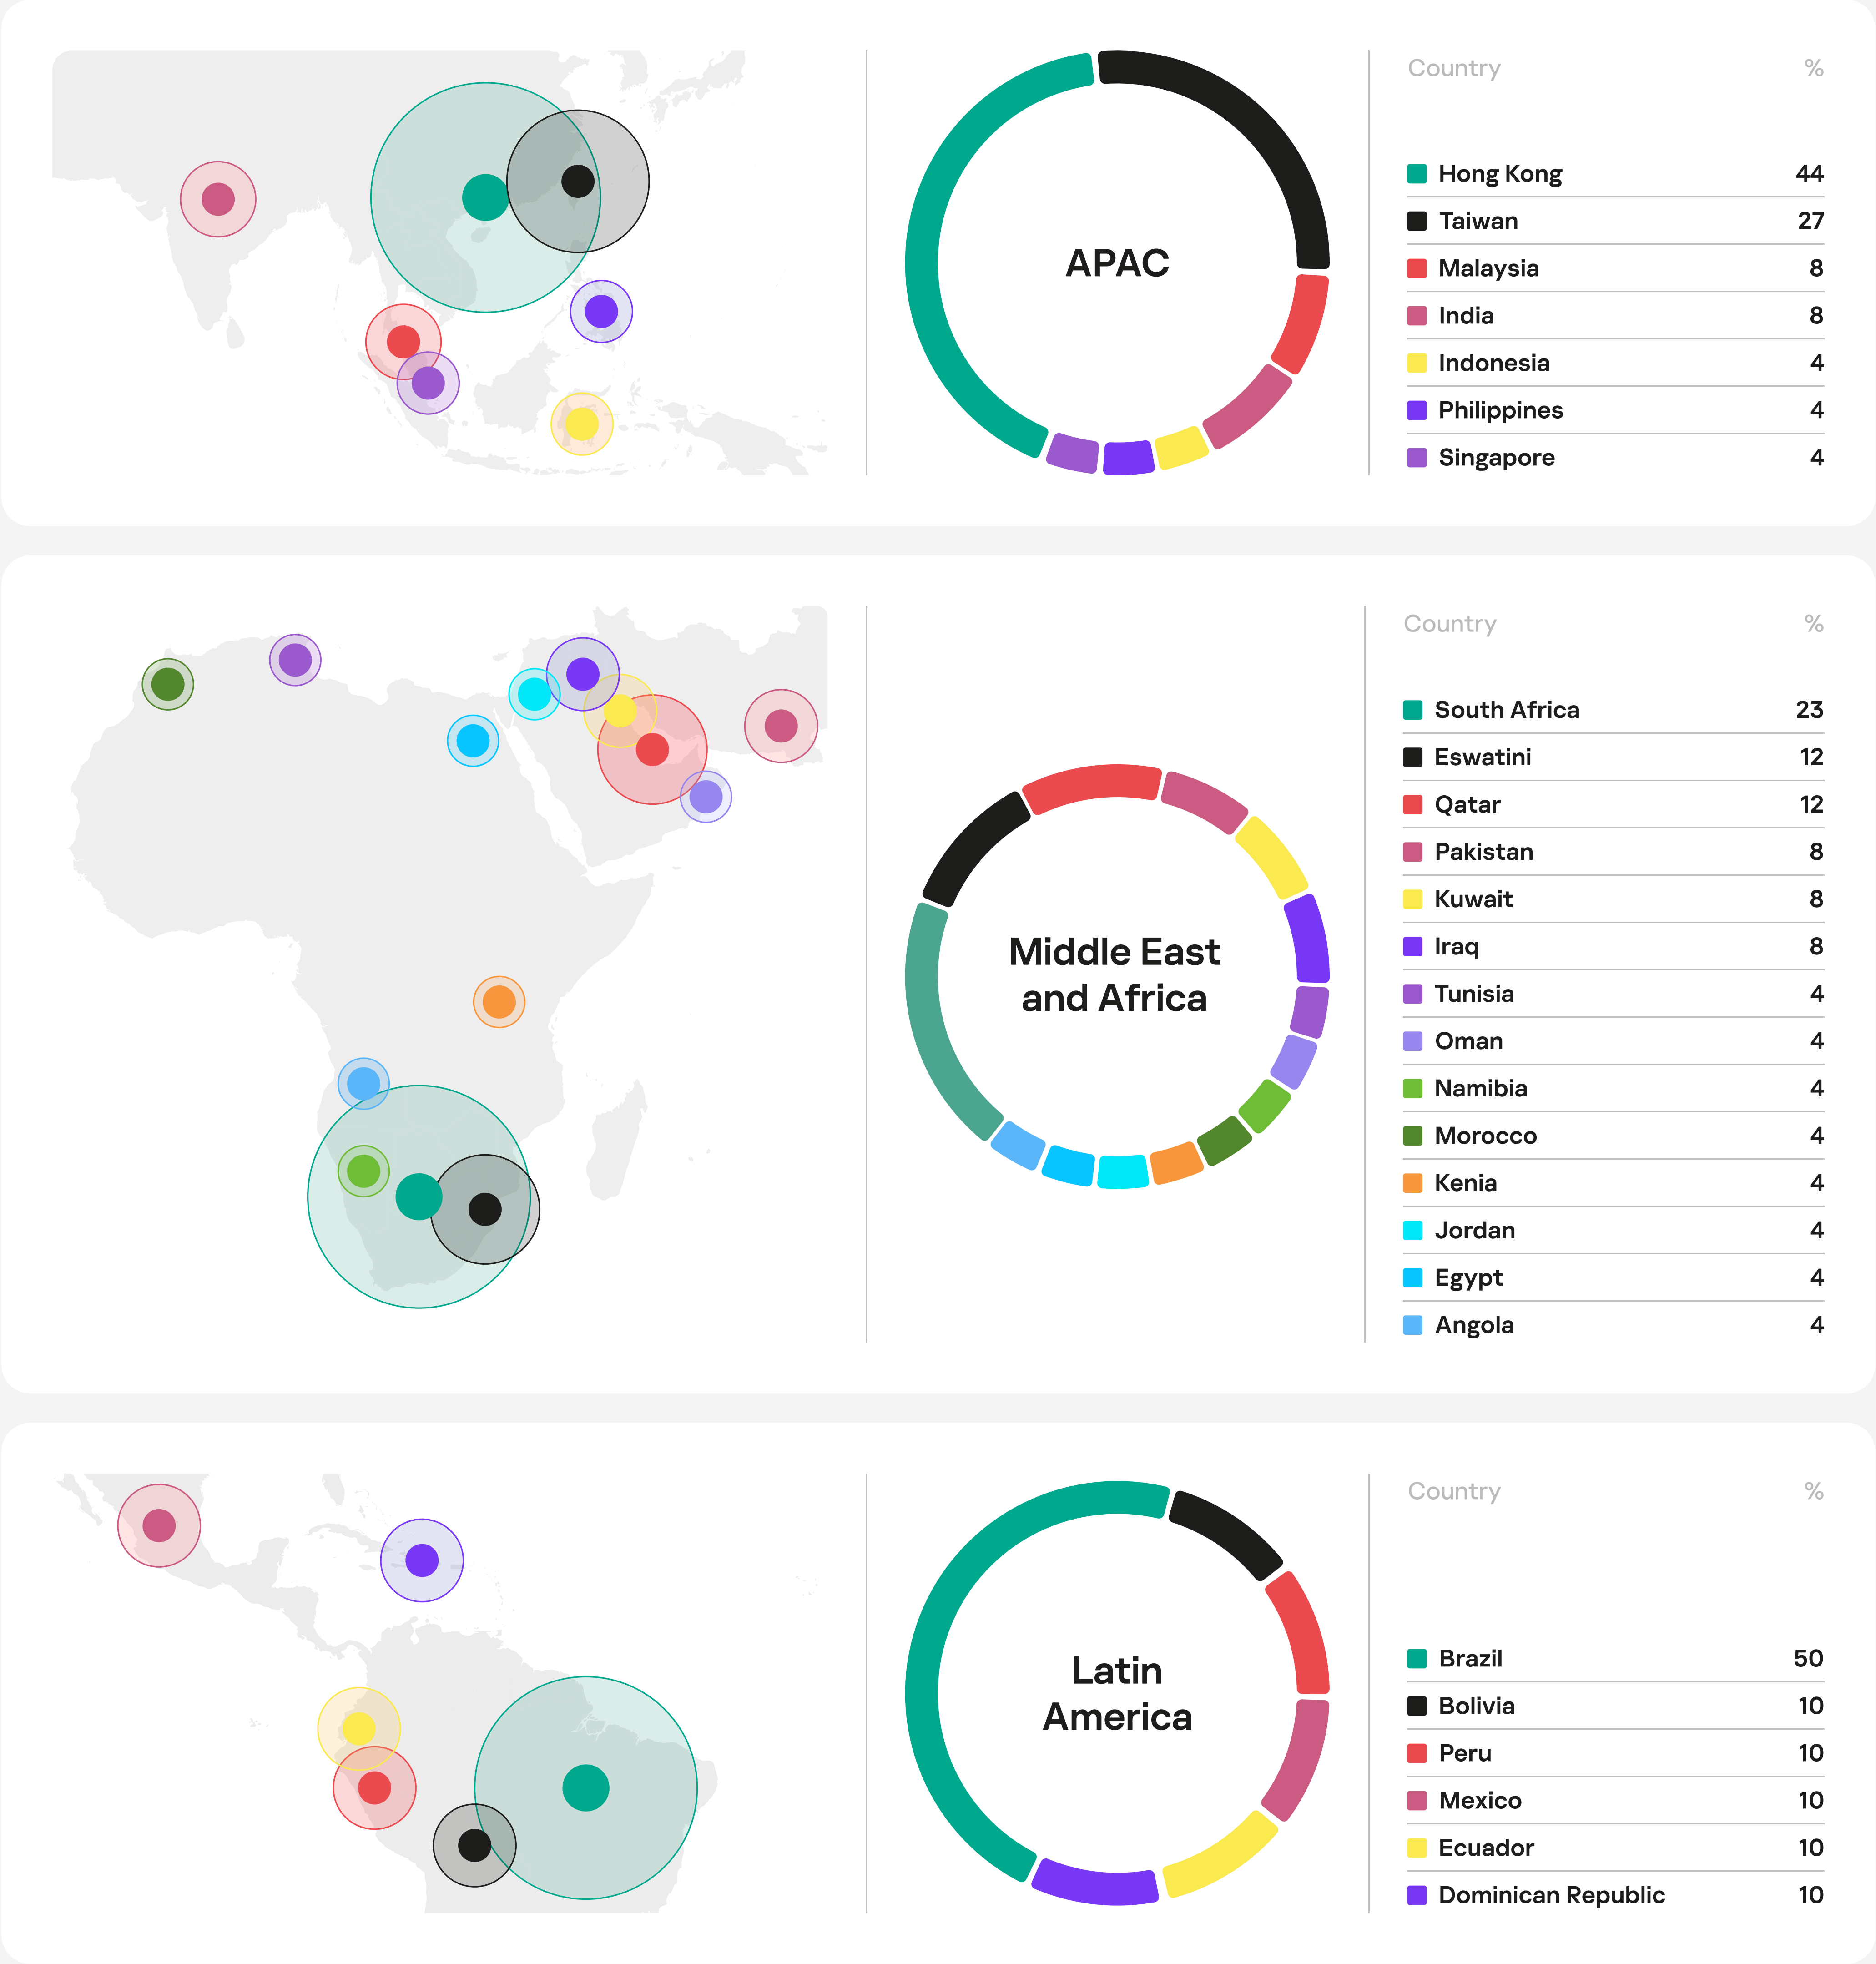 APAC
Country %
Hong Kong 44
Taiwan 27
Malaysia 8
India 8
Indonesia 4
Philippines 4
Singapore 4
Middle East
and Africa
Country %
South Africa 23
Eswatini 12
Qatar 12
Pakistan 8
Kuwait 8
Iraq 8
Tunisia 4
Oman 4
Namibia 4
Morocco 4
Kenia 4
Jordan 4
Egypt 4
Angola 4
Latin
America
Country %
Brazil 50
Bolivia 10
Peru 10
Mexico 10
Ecuador 10
Dominican Republic 10